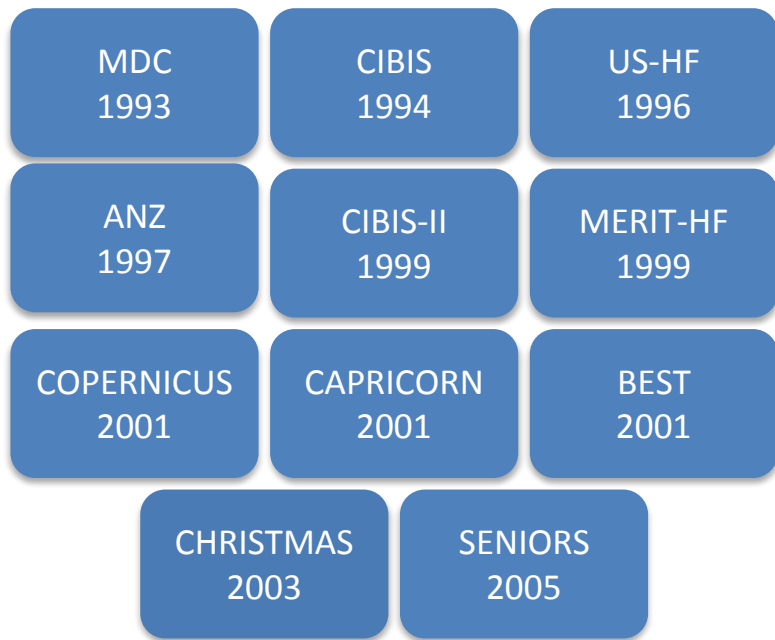 MDC
1993
CIBIS
1994
US-HF
1996
ANZ
1997
CIBIS-II
1999
MERIT-HF
1999
COPERNICUS
2001
CAPRICORN
2001
BEST
2001
CHRISTMAS
2003
SENIORS
2005